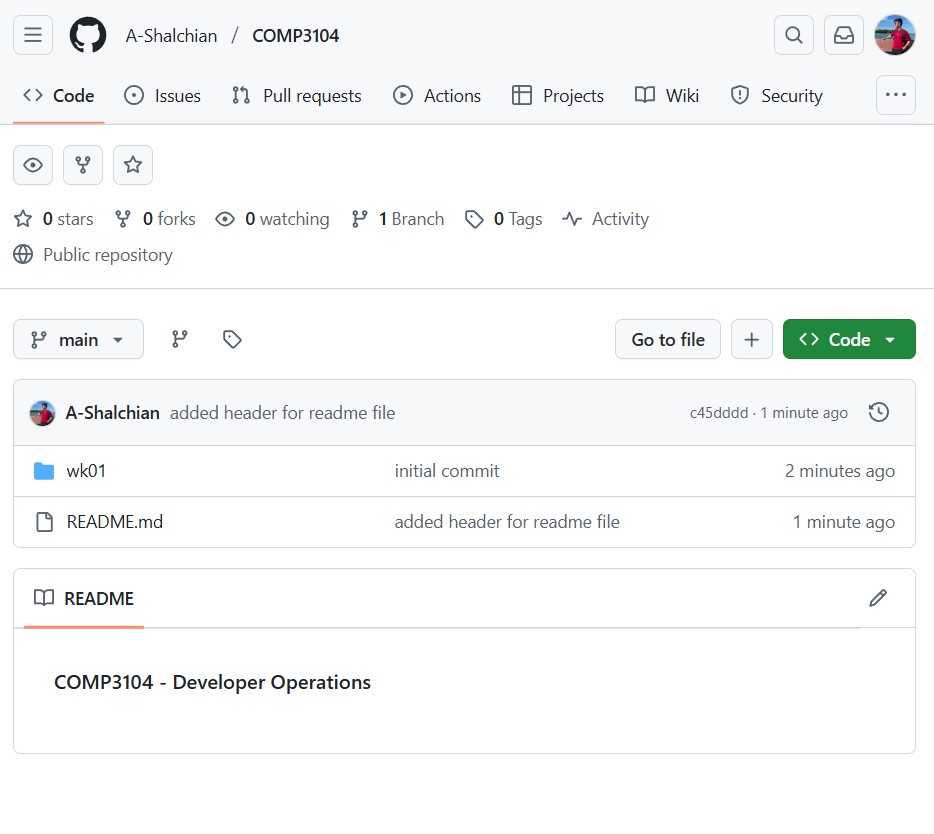 A-Shalchian / COMP3104
Code Issues Pull requests Actions Projects Wiki Security
0 stars 0 forks 0 watching 1 Branch 0 Tags Activity
Public repository
main Go to file Code
A-Shalchian added header for readme file c45dddd · 1 minute ago
wk01 initial commit 2 minutes ago
README.md added header for readme file 1 minute ago
README
COMP3104 - Developer Operations